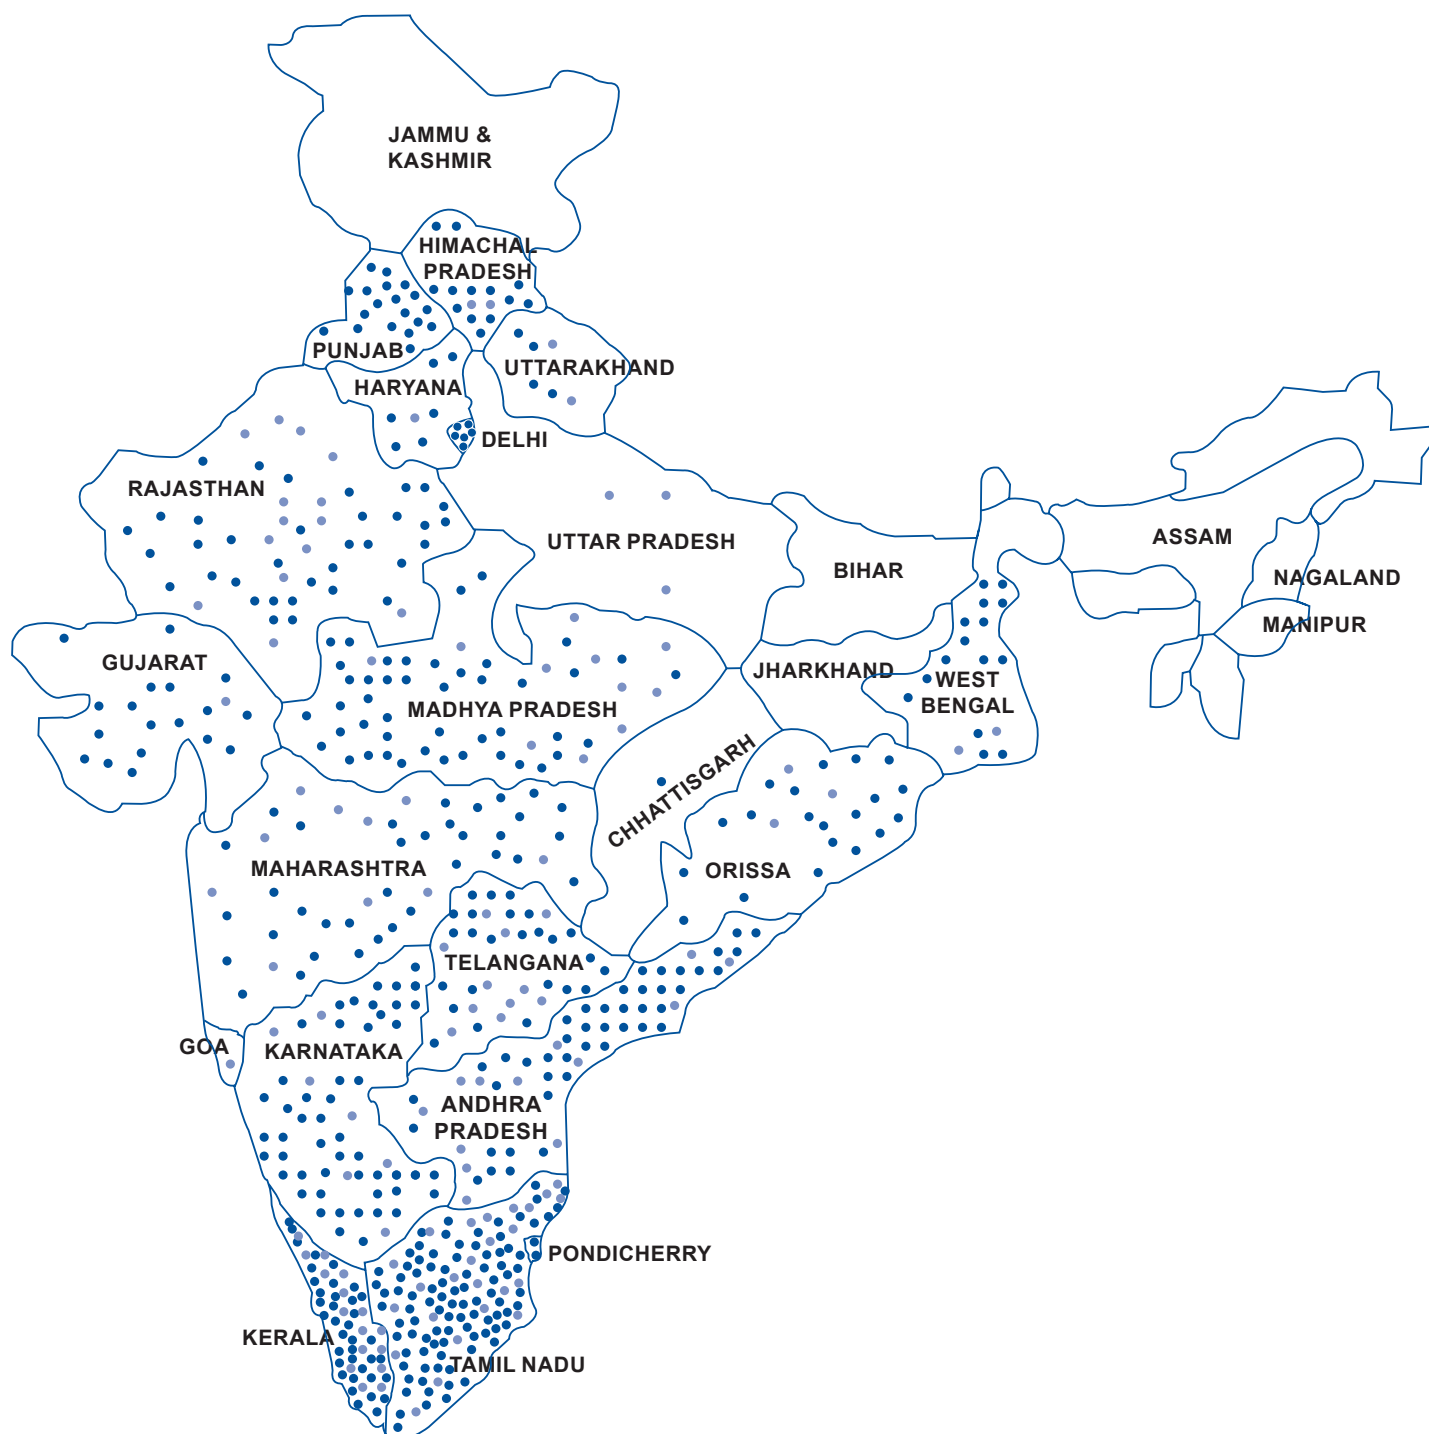 JAMMU &
KASHMIR
HIMACHAL
PRADESH
PUNJAB
UTTARAKHAND
HARYANA
DELHI
RAJASTHAN
UTTAR PRADESH
ASSAM
BIHAR
NAGALAND
MANIPUR
GUJARAT
JHARKHAND
WEST
BENGAL
MADHYA PRADESH
CHHATTISGARH
MAHARASHTRA
ORISSA
TELANGANA
GOA
KARNATAKA
ANDHRA
PRADESH
PONDICHERRY
KERALA
TAMIL NADU